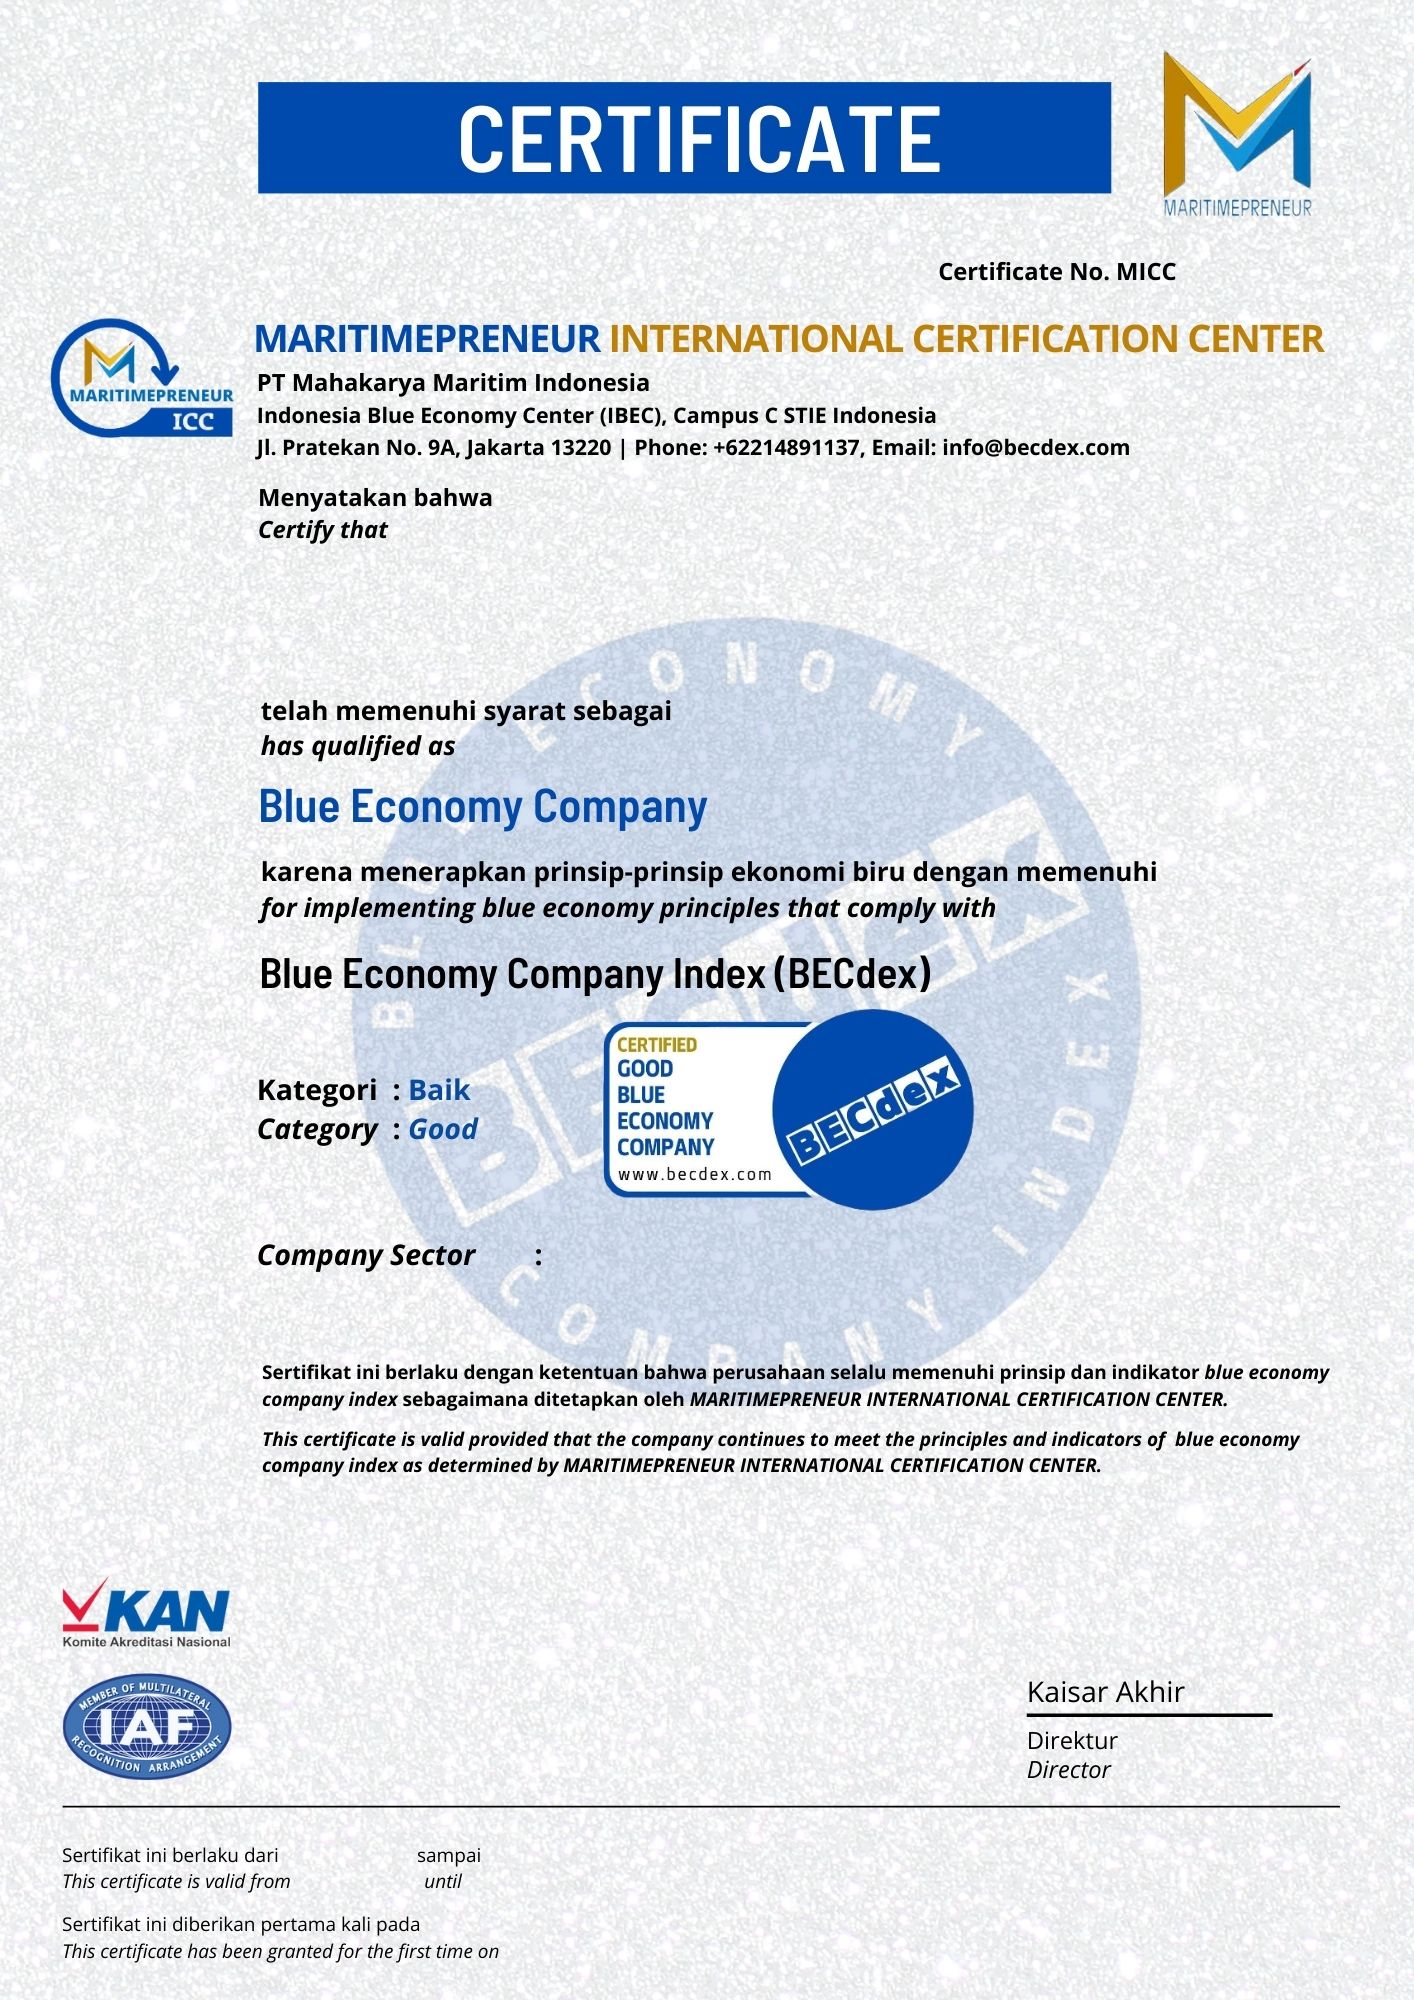 CERTIFICATE
MARITIMEPRENEUR
Certificate No. MICC
MARITIMEPRENEUR
ICC
MARITIMEPRENEUR INTERNATIONAL CERTIFICATION CENTER
PT Mahakarya Maritim Indonesia
Indonesia Blue Economy Center (IBEC), Campus C STIE Indonesia
Jl. Pratekan No. 9A, Jakarta 13220 | Phone: +62214891137, Email: info@becdex.com
Menyatakan bahwa
Certify that
BLUE ECONOMY COMPANY INDEX
BECdex
telah memenuhi syarat sebagai
has qualified as
Blue Economy Company
karena menerapkan prinsip-prinsip ekonomi biru dengan memenuhi
for implementing blue economy principles that comply with
Blue Economy Company Index (BECdex)
Kategori : Baik
Category : Good
CERTIFIED
GOOD
BLUE
ECONOMY
COMPANY
www.becdex.com
BECdex
Company Sector :
Sertifikat ini berlaku dengan ketentuan bahwa perusahaan selalu memenuhi prinsip dan indikator blue economy
company index sebagaimana ditetapkan oleh MARITIMEPRENEUR INTERNATIONAL CERTIFICATION CENTER.
This certificate is valid provided that the company continues to meet the principles and indicators of blue economy
company index as determined by MARITIMEPRENEUR INTERNATIONAL CERTIFICATION CENTER.
KAN
Komite Akreditasi Nasional
MEMBER OF MULTILATERAL
IAF
RECOGNITION ARRANGEMENT
Kaisar Akhir
Direktur
Director
Sertifikat ini berlaku dari sampai
This certificate is valid from until
Sertifikat ini diberikan pertama kali pada
This certificate has been granted for the first time on